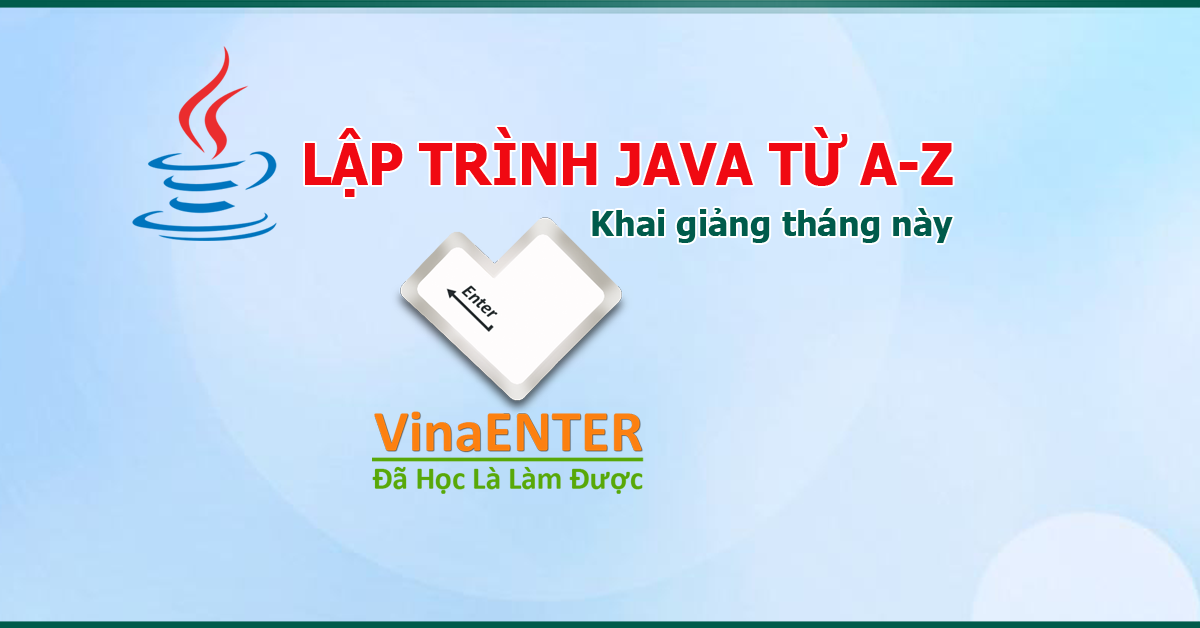 LẬP TRÌNH JAVA TỪ A-Z
Khai giảng tháng này
Enter
VinaENTER
Đã Học Là Làm Được